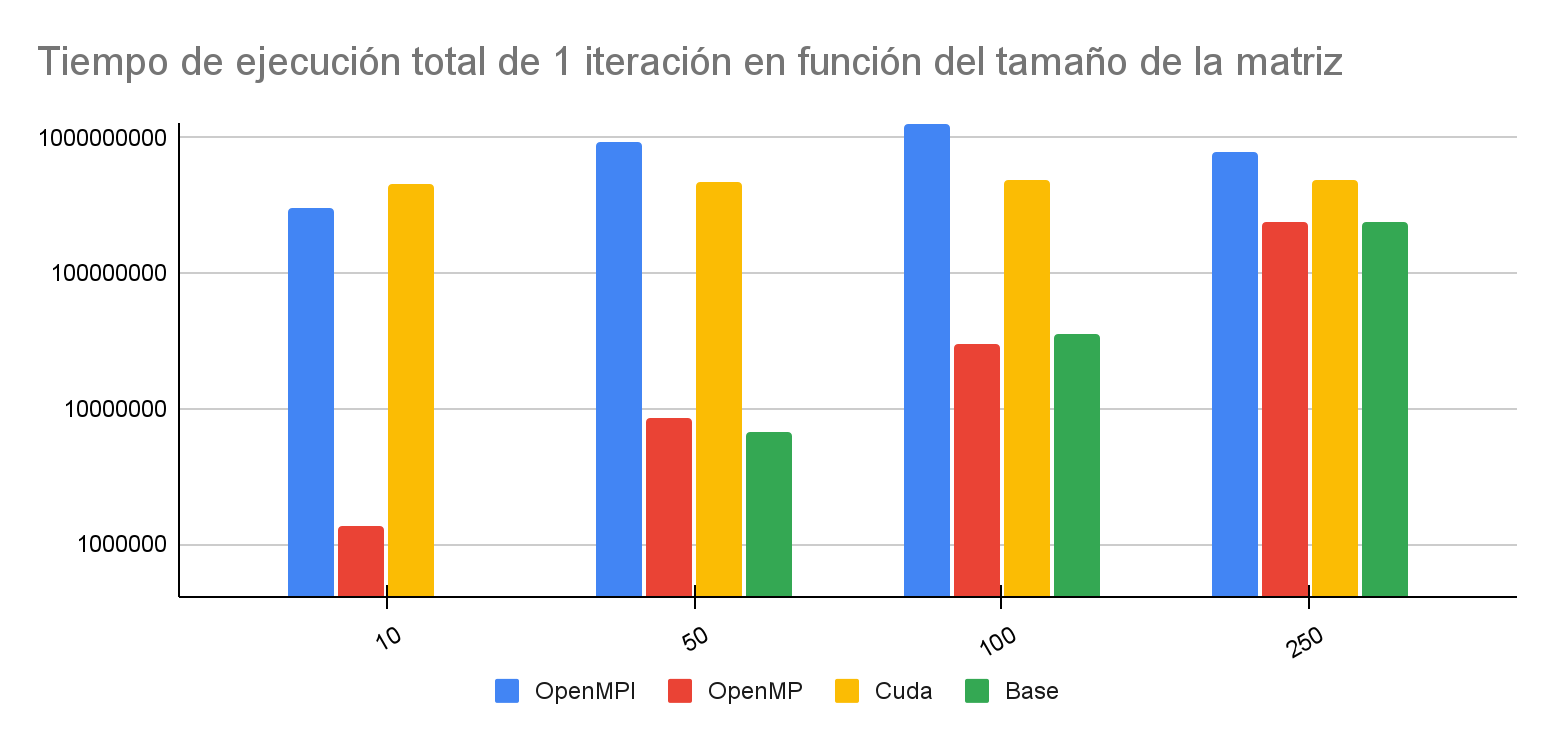 Tiempo de ejecución total de 1 iteración en función del tamaño de la matriz
1000000000
100000000
10000000
1000000
10 50 100 250
OpenMPI OpenMP Cuda Base